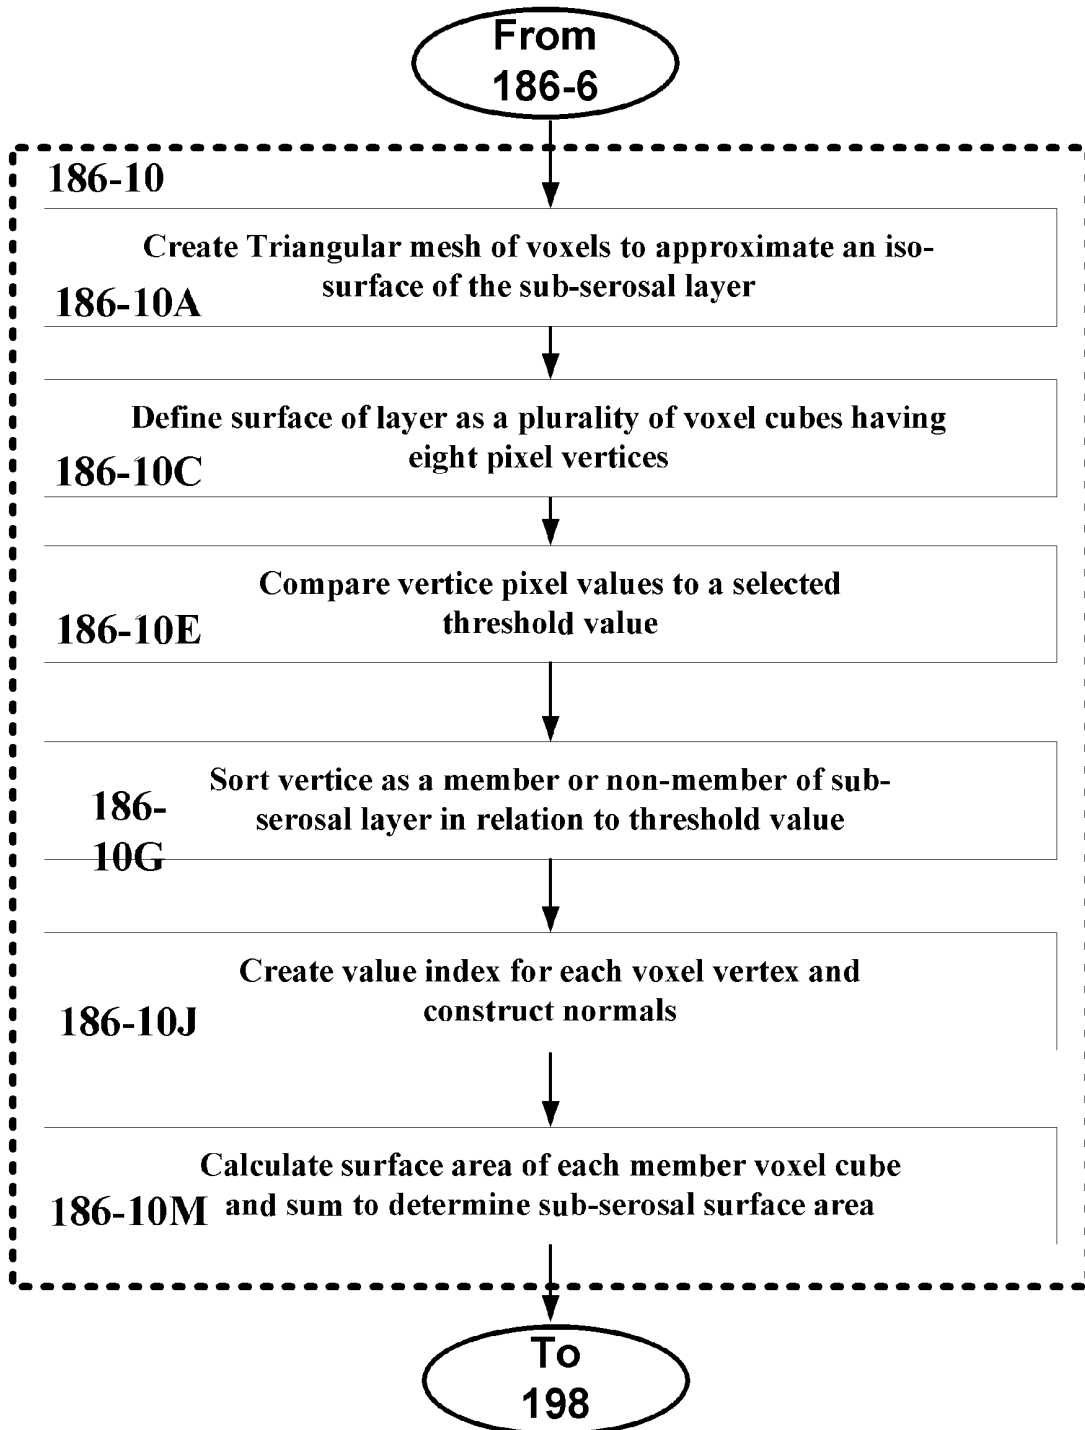 From
186-6
186-10
Create Triangular mesh of voxels to approximate an iso-
surface of the sub-serosal layer
186-10A
Define surface of layer as a plurality of voxel cubes having
eight pixel vertices
186-10C
Compare vertice pixel values to a selected
threshold value
186-10E
Sort vertice as a member or non-member of sub-
serosal layer in relation to threshold value
186-
10G
Create value index for each voxel vertex and
construct normals
186-10J
Calculate surface area of each member voxel cube
and sum to determine sub-serosal surface area
186-10M
To
198